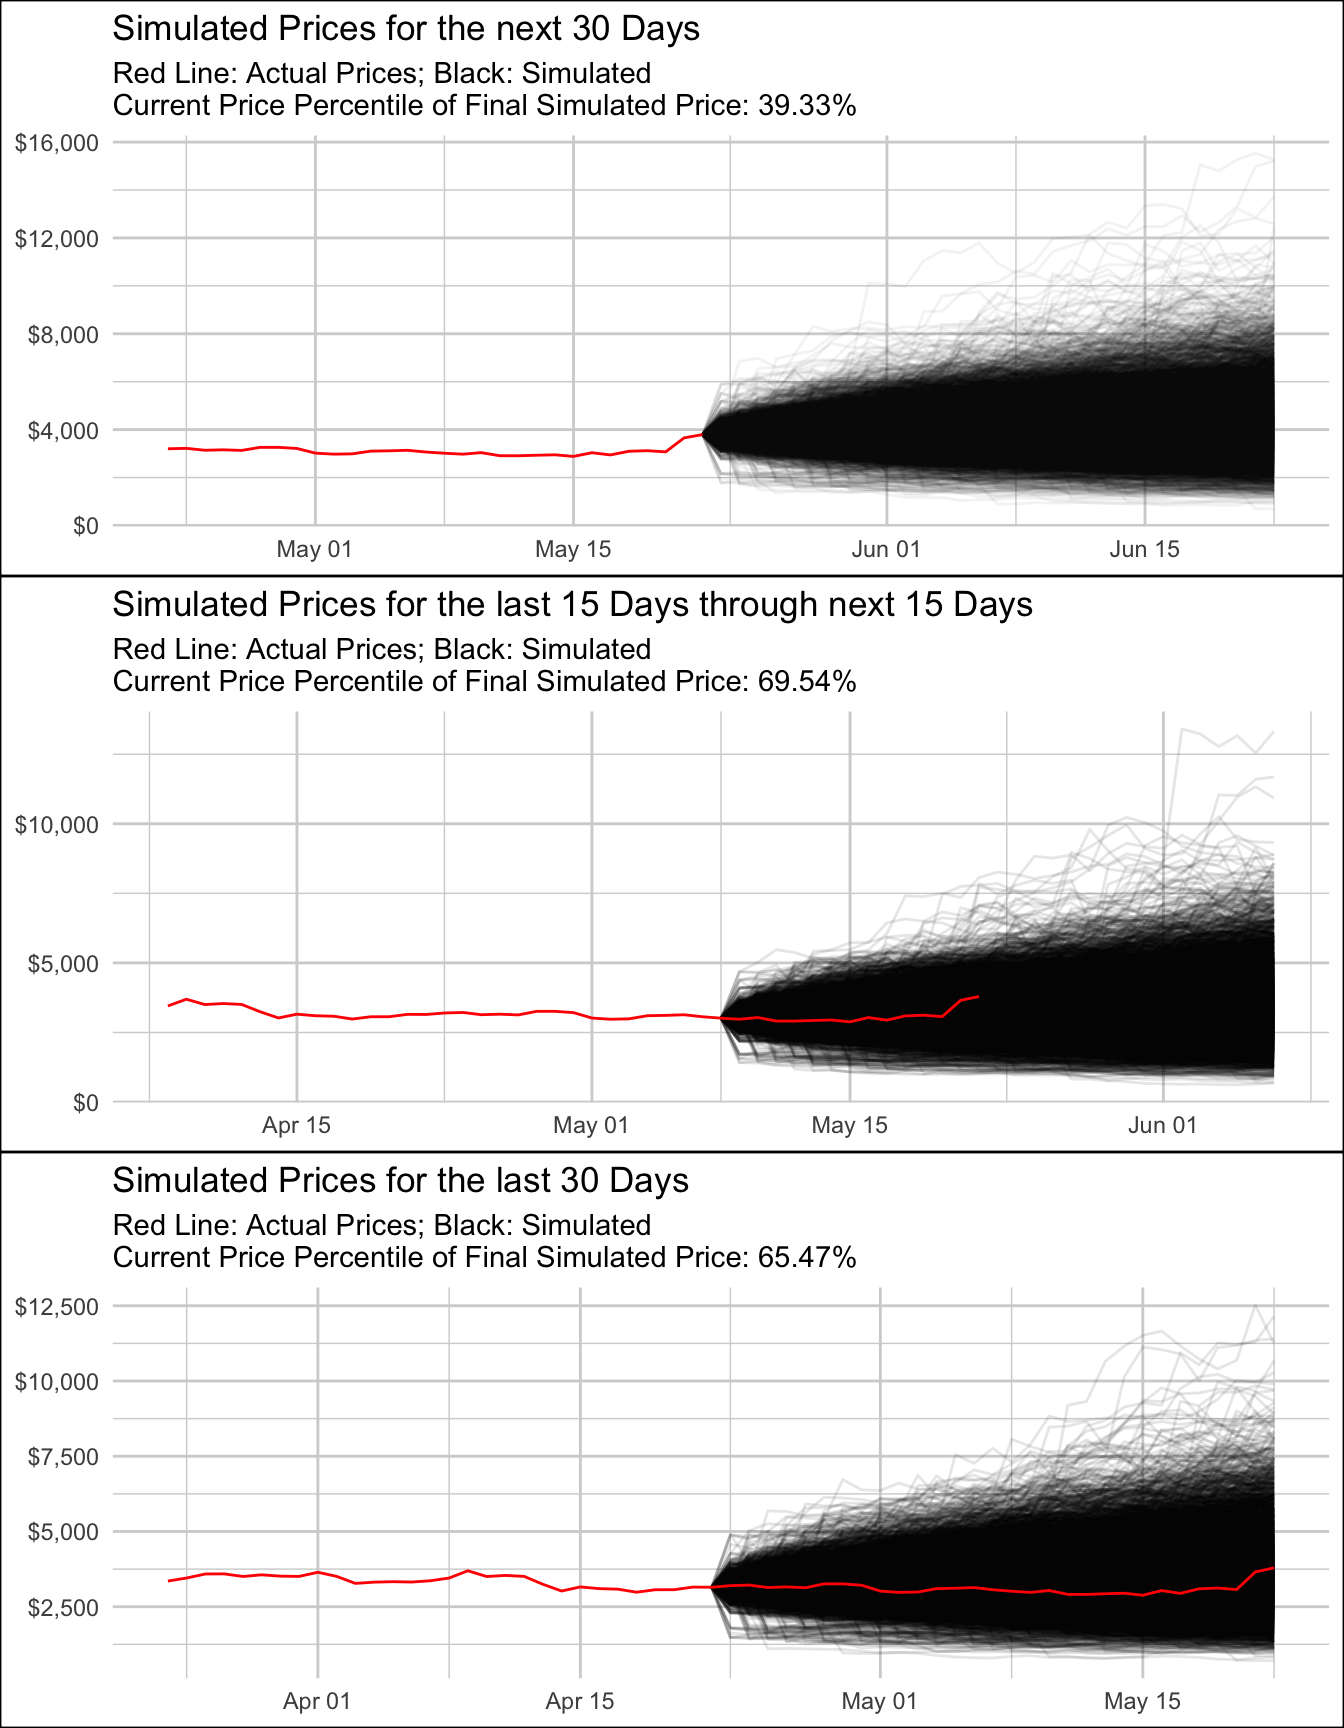 Simulated Prices for the next 30 Days
Red Line: Actual Prices; Black: Simulated
Current Price Percentile of Final Simulated Price: 39.33%
$16,000
$12,000
$8,000
$4,000
$0
May 01
May 15
Jun 01
Jun 15
Simulated Prices for the last 15 Days through next 15 Days
Red Line: Actual Prices; Black: Simulated
Current Price Percentile of Final Simulated Price: 69.54%
$10,000
$5,000
$0
Apr 15
May 01
May 15
Jun 01
Simulated Prices for the last 30 Days
Red Line: Actual Prices; Black: Simulated
Current Price Percentile of Final Simulated Price: 65.47%
$12,500
$10,000
$7,500
$5,000
$2,500
Apr 01
Apr 15
May 01
May 15